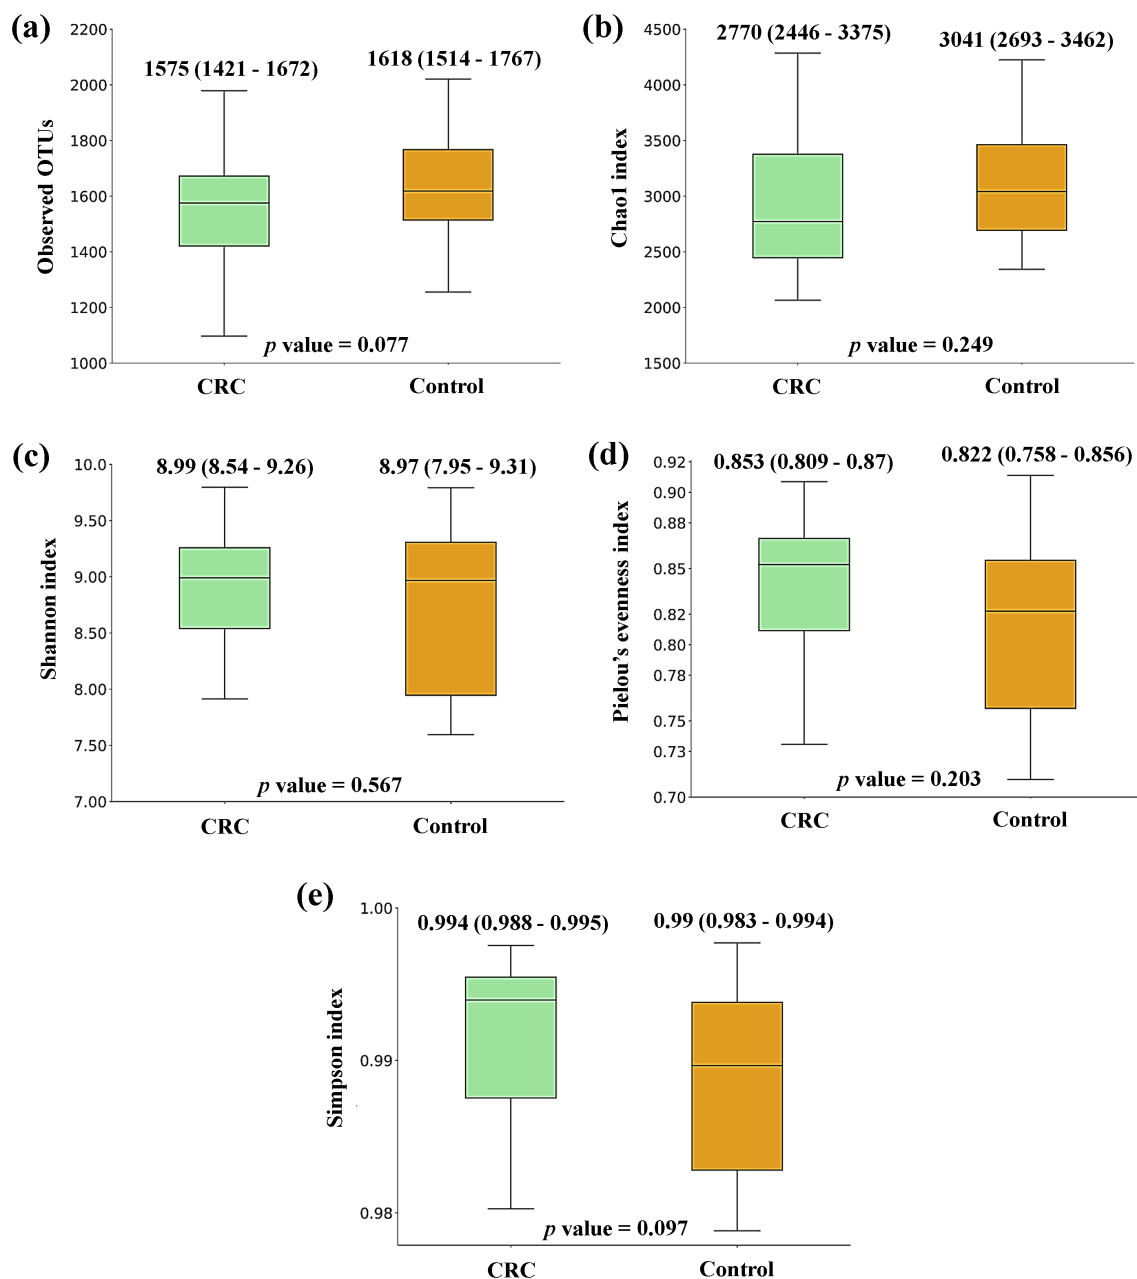 (a)
2200
2000
1800
1600
1400
1200
1000
Observed OTUs
1575 (1421 - 1672)
1618 (1514 - 1767)
p value = 0.077
CRC
Control
(b)
4500
4000
3500
3000
2500
2000
1500
Chao1 index
2770 (2446 - 3375)
3041 (2693 - 3462)
p value = 0.249
CRC
Control
(c)
10.0
9.50
9.00
8.50
8.00
7.50
7.00
Shannon index
8.99 (8.54 - 9.26)
8.97 (7.95 - 9.31)
p value = 0.567
CRC
Control
(d)
0.92
0.90
0.88
0.85
0.82
0.80
0.78
0.75
0.73
0.70
Pielou’s evenness index
0.853 (0.809 - 0.87)
0.822 (0.758 - 0.856)
p value = 0.203
CRC
Control
(e)
1.00
0.99
0.98
Simpson index
0.994 (0.988 - 0.995)
0.99 (0.983 - 0.994)
p value = 0.097
CRC
Control